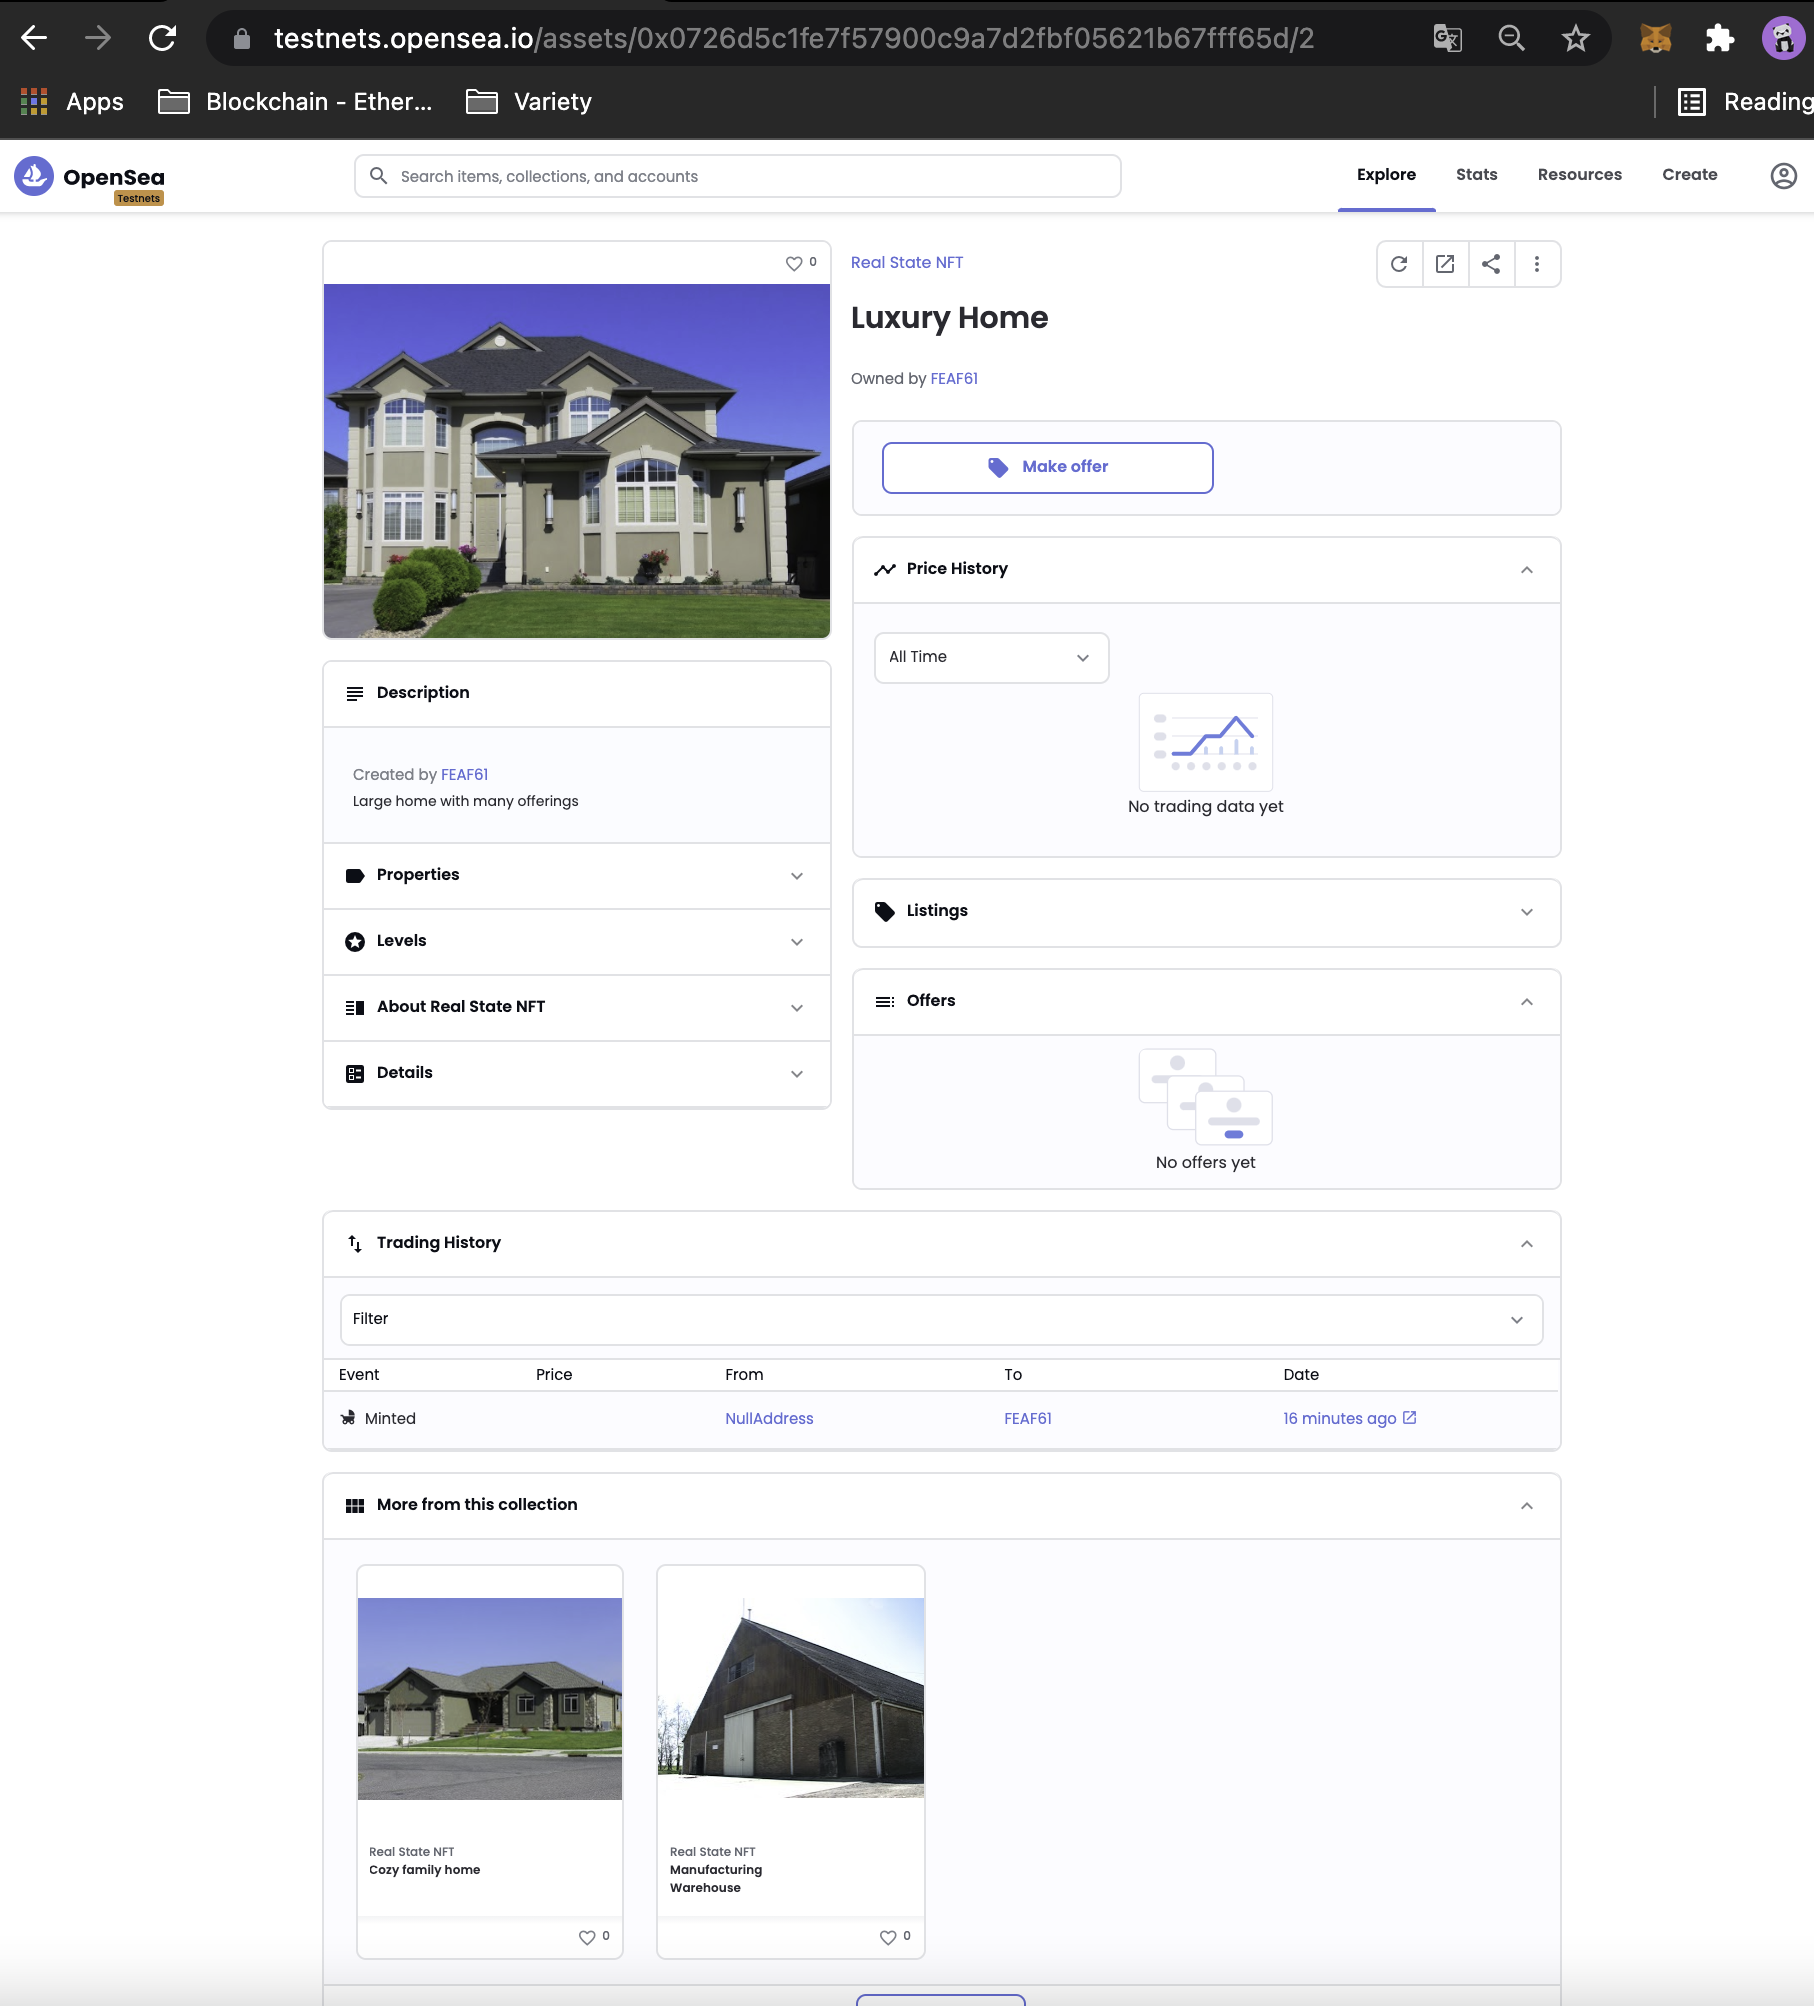 testnets.opensea.io/assets/0x0726d5c1fe7f57900c9a7d2fbf05621b67fff65d/2
Apps
Blockchain - Ether...
Variety
Reading
OpenSea
Testnets
Search items, collections, and accounts
Explore
Stats
Resources
Create
0
Real State NFT
Luxury Home
Owned by FEAF61
Make offer
Price History
All Time
No trading data yet
Description
Created by FEAF61
Large home with many offerings
Properties
Levels
About Real State NFT
Details
Listings
Offers
No offers yet
Trading History
Filter
Event Price From To Date
Minted NullAddress FEAF61 16 minutes ago
More from this collection
Real State NFT
Cozy family home
0
Real State NFT
Manufacturing
Warehouse
0